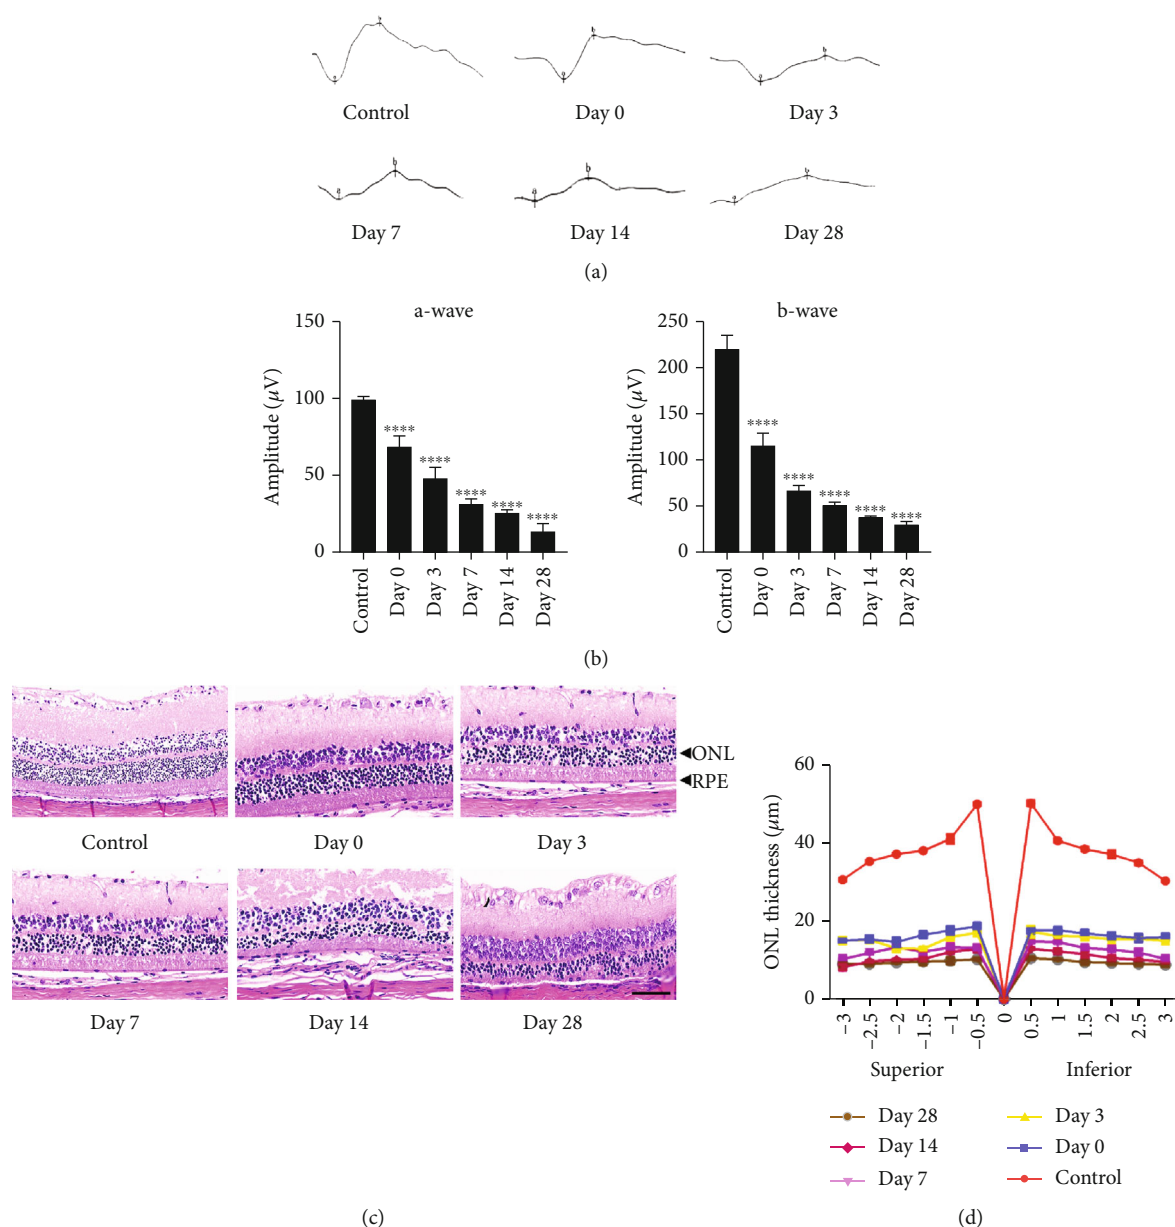 b
a
Control
b
a
Day 0
b
a
Day 3
b
a
Day 7
b
a
Day 14
b
a
Day 28
(a)
a-wave
Amplitude (μV)
150
100
50
0
****
****
****
****
****
Control
Day 0
Day 3
Day 7
Day 14
Day 28
b-wave
Amplitude (μV)
250
200
150
100
50
0
****
****
****
****
****
Control
Day 0
Day 3
Day 7
Day 14
Day 28
(b)
ONL
RPE
Control
Day 0
Day 3
Day 7
Day 14
Day 28
(c)
ONL thickness (μm)
60
40
20
0
−3
−2.5
−2
−1.5
−1
−0.5
0
0.5
1
1.5
2
2.5
3
Superior
Inferior
Day 28
Day 14
Day 7
Day 3
Day 0
Control
(d)